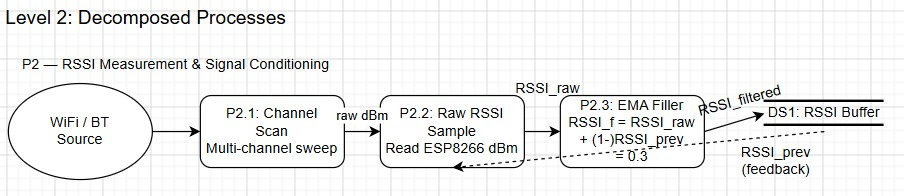 Level 2: Decomposed Processes
P2 — RSSI Measurement & Signal Conditioning
WiFi / BT
Source
P2.1: Channel
Scan
Multi-channel sweep
raw dBm
P2.2: Raw RSSI
Sample
Read ESP8266 dBm
RSSI_raw
P2.3: EMA Filler
RSSI_f = RSSI_raw
+ (1-)RSSI_prev
= 0.3
RSSI_filtered
DS1: RSSI Buffer
RSSI_prev
(feedback)